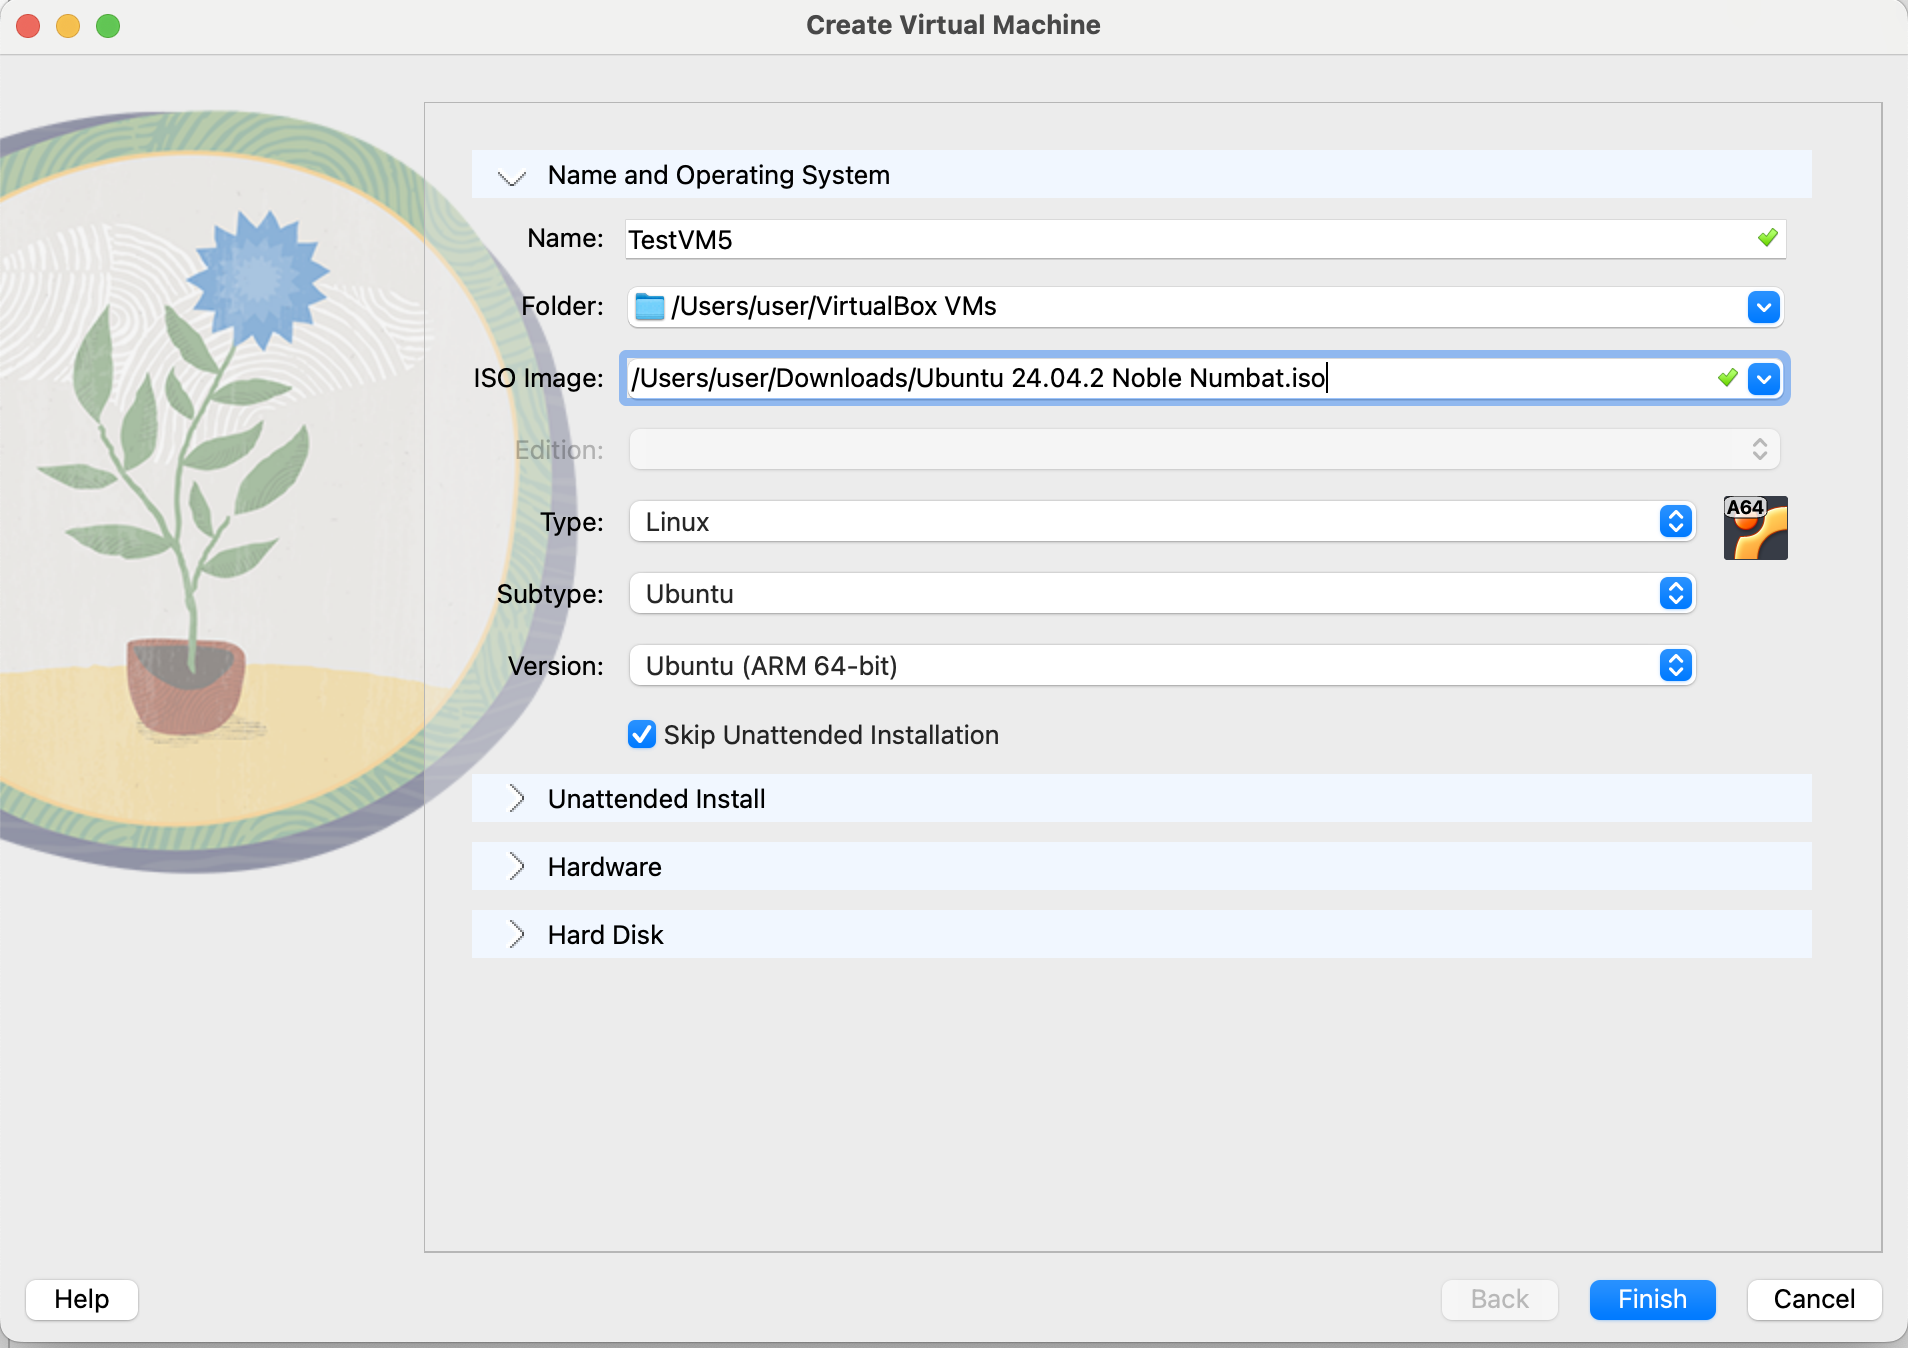 Create Virtual Machine
Name and Operating System
Name: TestVM5
Folder: /Users/user/VirtualBox VMs
ISO Image: /Users/user/Downloads/Ubuntu 24.04.2 Noble Numbat.iso
Edition:
Type: Linux
A64
Subtype: Ubuntu
Version: Ubuntu (ARM 64-bit)
Skip Unattended Installation
Unattended Install
Hardware
Hard Disk
Help Back Finish Cancel